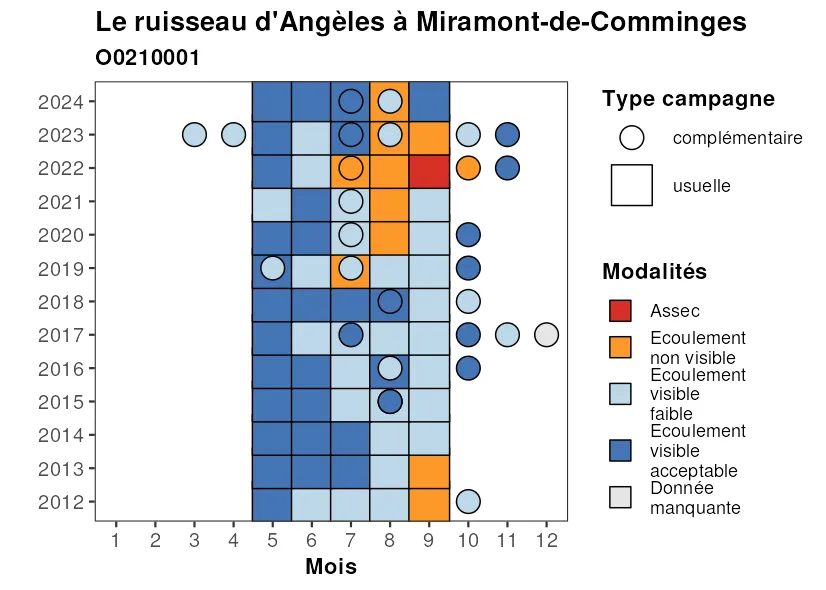 Le ruisseau d'Angèles à Miramont-de-Comminges
O0210001
2024
2023
2022
2021
2020
2019
2018
2017
2016
2015
2014
2013
2012
1 2 3 4 5 6 7 8 9 10 11 12
Mois
Type campagne
complémentaire
usuelle
Modalités
Assec
Ecoulement
non visible
Ecoulement
visible
faible
Ecoulement
visible
acceptable
Donnée
manquante